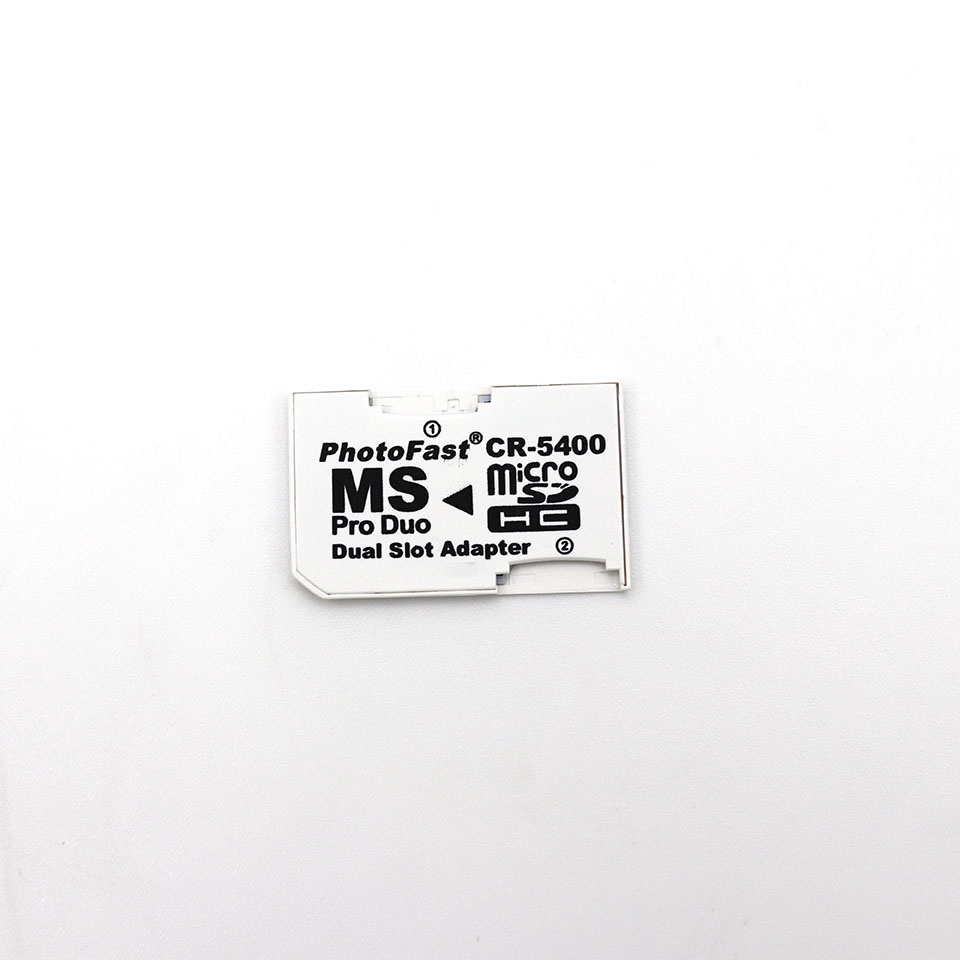 ①
PhotoFast® CR-5400
MS ◀ micro SD HC
Pro Duo
Dual Slot Adapter ②